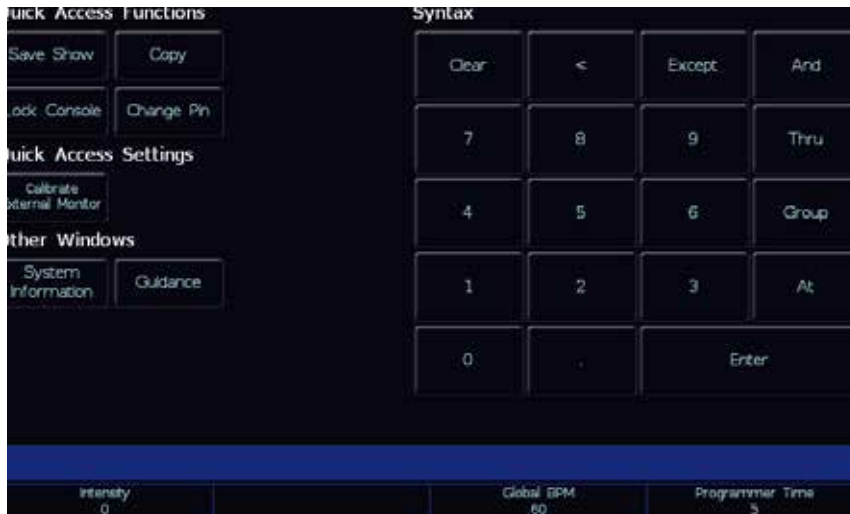 uick Access Functions
Save Show
Copy
ock Console
Change Pin
uick Access Settings
Calibrate
xternal Monitor
ther Windows
System
Information
Guidance
Syntax
Clear
<
Except
And
7
8
9
Thru
4
5
6
Group
1
2
3
At
0
.
Enter
Intensity
0
Global BPM
60
Programmer Time
5